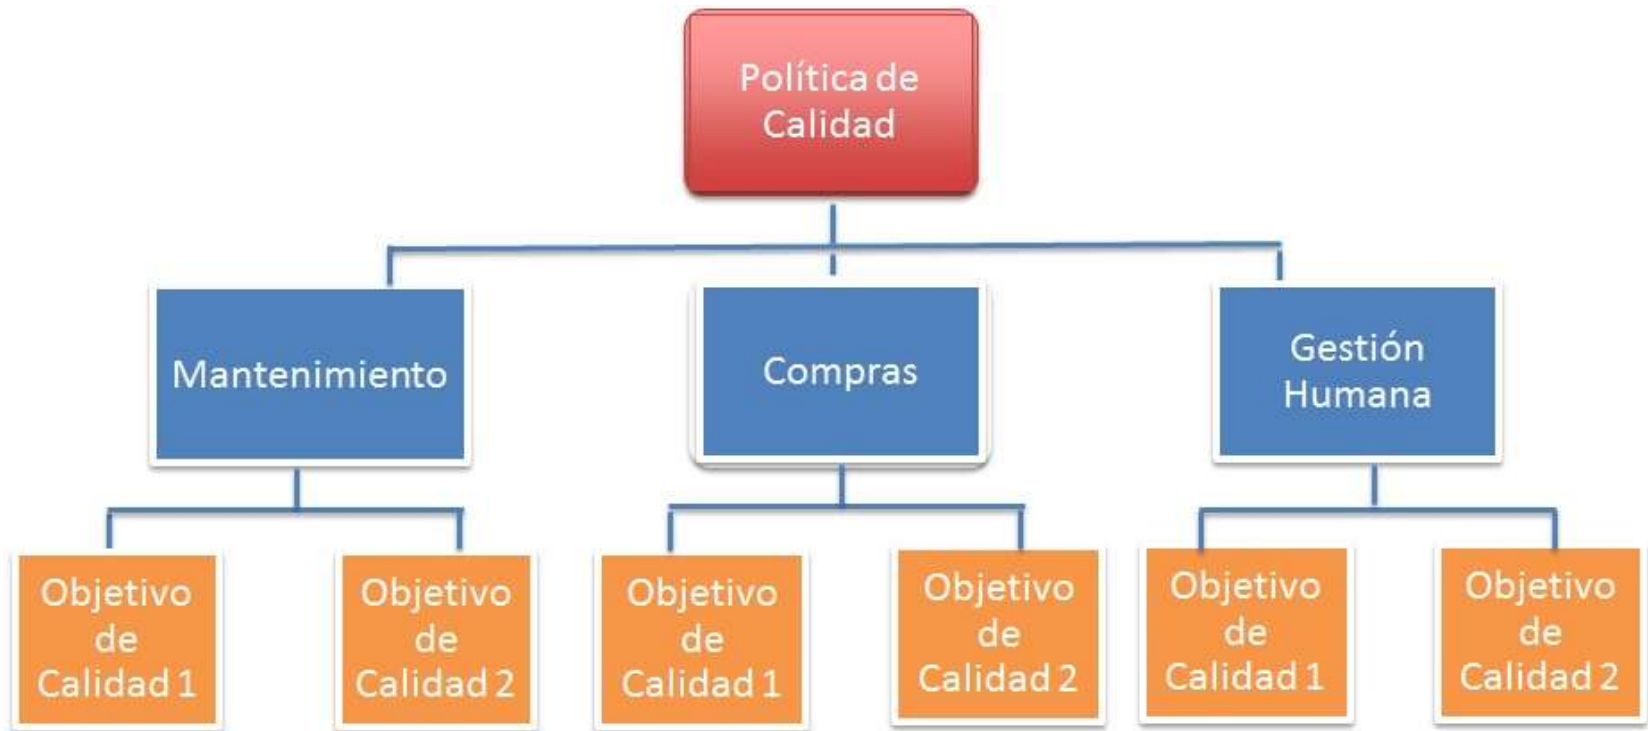 Política de
Calidad
Mantenimiento
Compras
Gestión
Humana
Objetivo
de
Calidad 1
Objetivo
de
Calidad 2
Objetivo
de
Calidad 1
Objetivo
de
Calidad 2
Objetivo
de
Calidad 1
Objetivo
de
Calidad 2